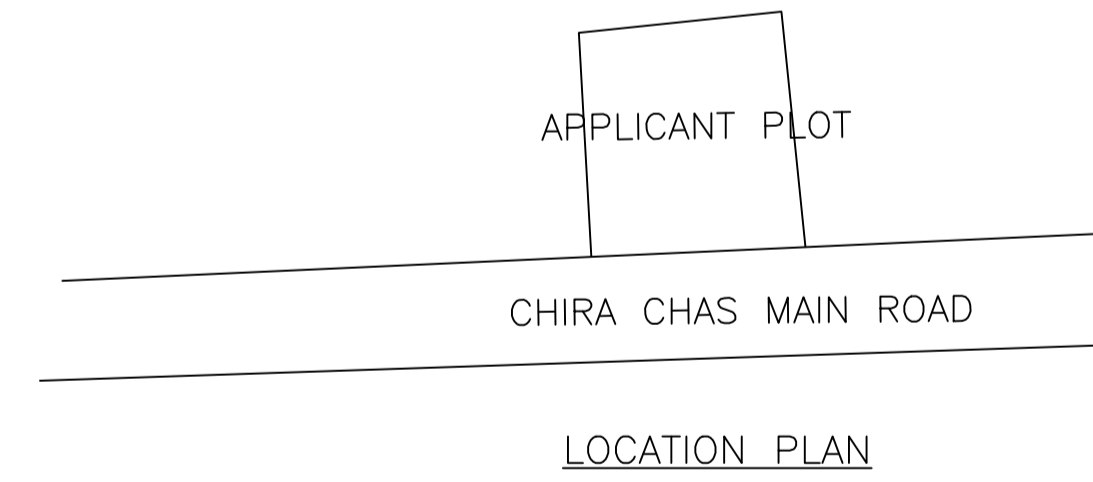 APPLICANT PLOT
CHIRA CHAS MAIN ROAD
LOCATION PLAN